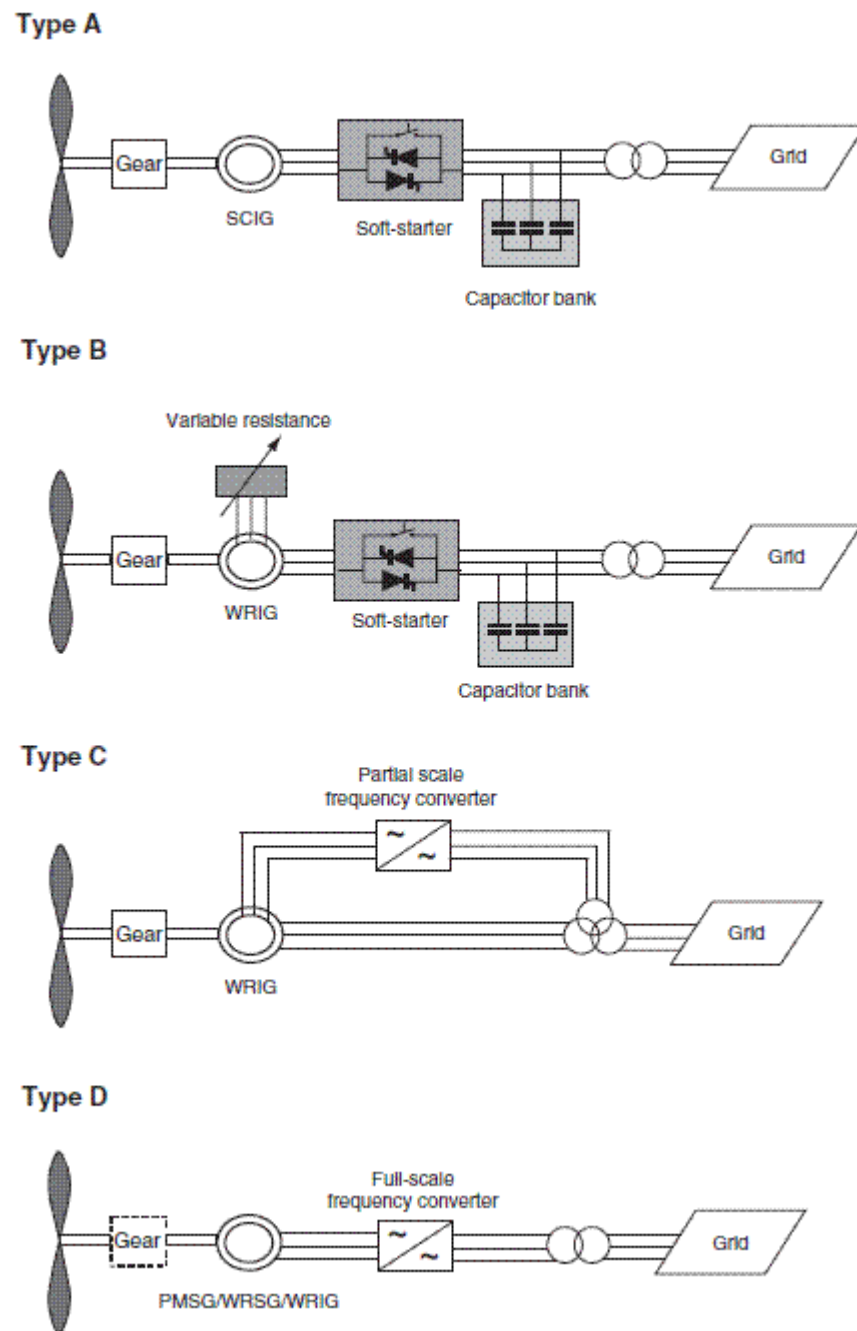 Type A
Gear
SCIG
Soft-starter
Capacitor bank
Grid
Type B
Variable resistance
Gear
WRIG
Soft-starter
Capacitor bank
Grid
Type C
Partial scale
frequency converter
~
~
Gear
WRIG
Grid
Type D
Full-scale
frequency converter
~
~
Gear
PMSG/WRSG/WRIG
Grid